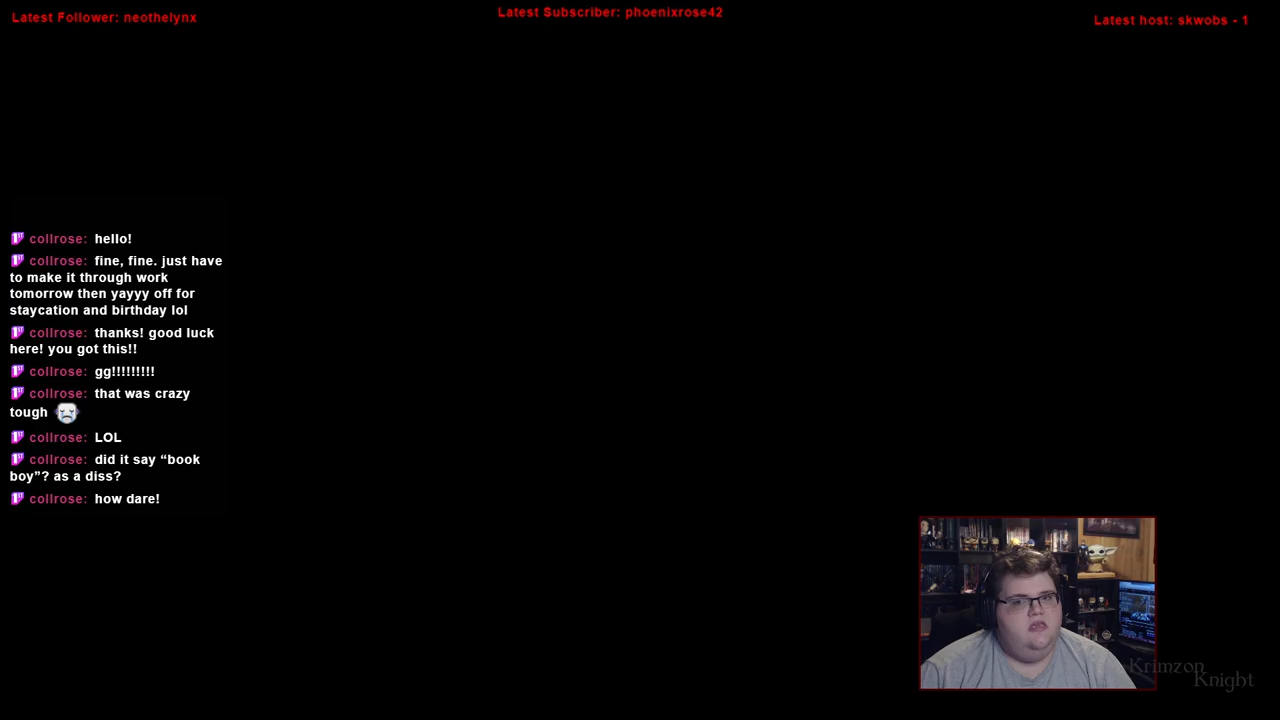 Latest Follower: neothelynx
Latest Subscriber: phoenixrose42
Latest host: skwobs - 1
collrose: hello!
collrose: fine, fine. just have
to make it through work
tomorrow then yayyy off for
staycation and birthday lol
collrose: thanks! good luck
here! you got this!!
collrose: gg!!!!!!!!!
collrose: that was crazy
tough
collrose: LOL
collrose: did it say “book
boy”? as a diss?
collrose: how dare!
Krimzon
Knight